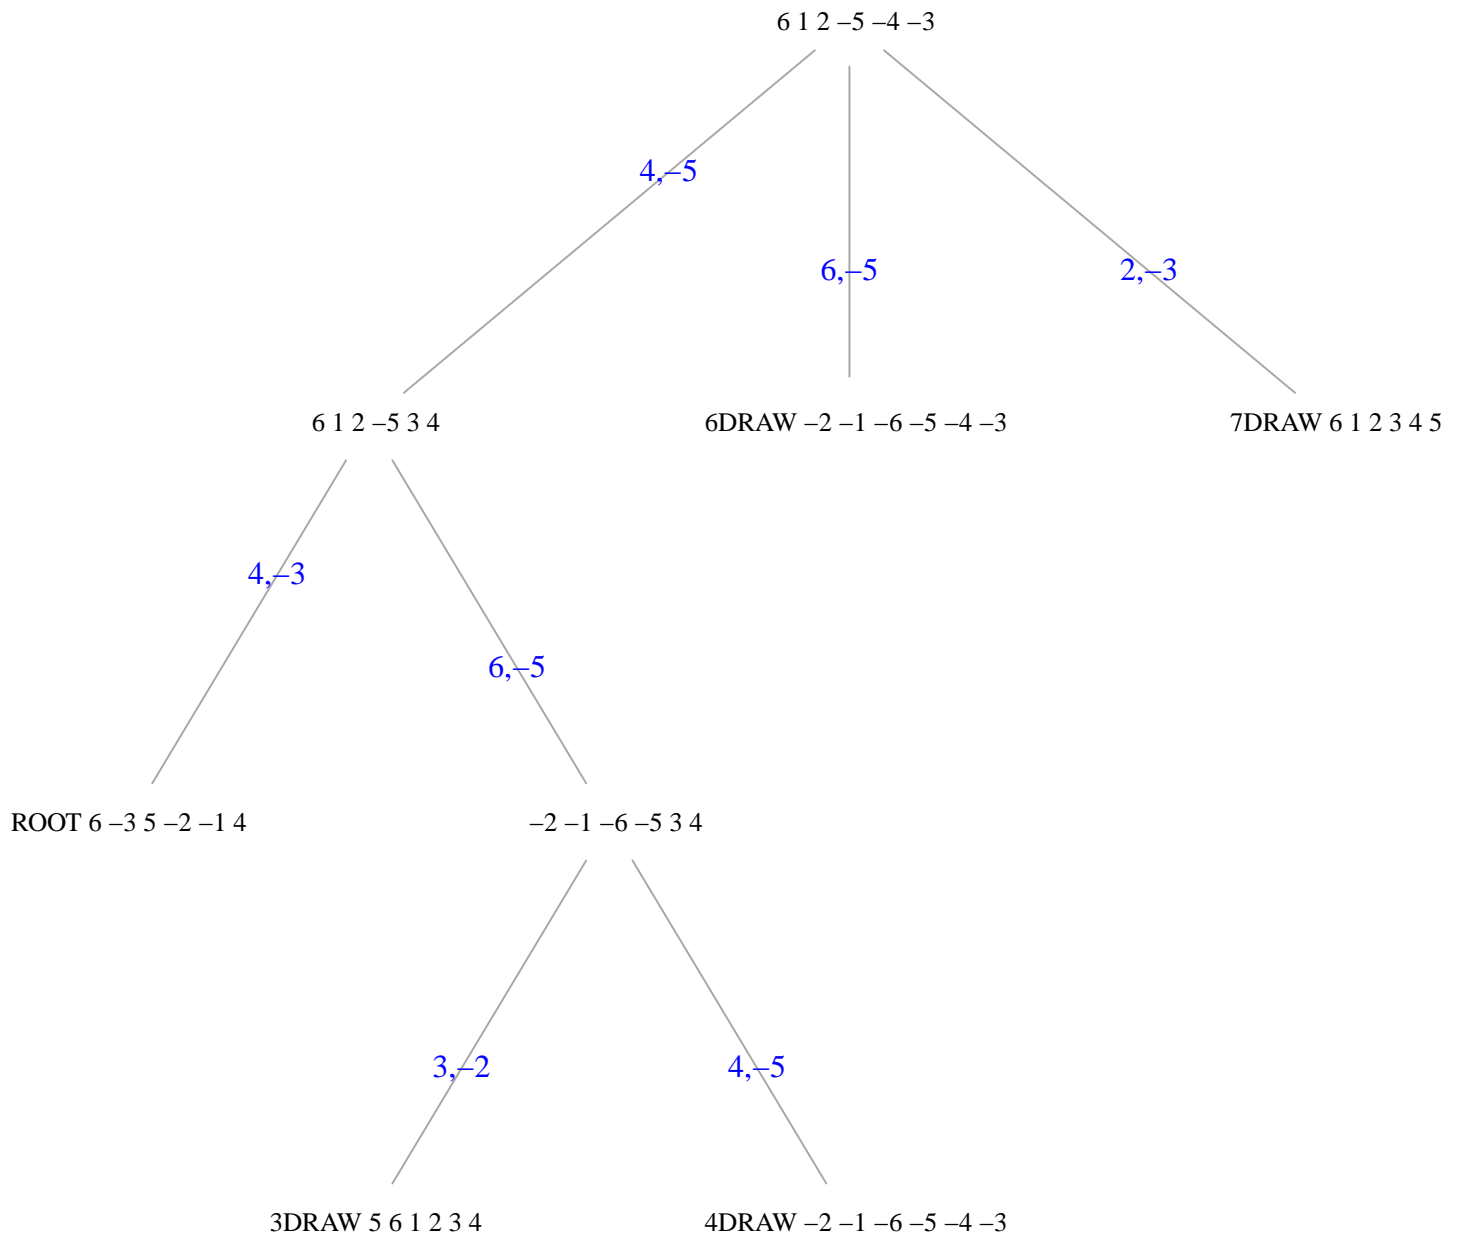 6 1 2 –5 –4 –3
4,–5
6,–5
2,–3
6 1 2 –5 3 4
6DRAW –2 –1 –6 –5 –4 –3
7DRAW 6 1 2 3 4 5
4,–3
6,–5
ROOT 6 –3 5 –2 –1 4
–2 –1 –6 –5 3 4
3,–2
4,–5
3DRAW 5 6 1 2 3 4
4DRAW –2 –1 –6 –5 –4 –3